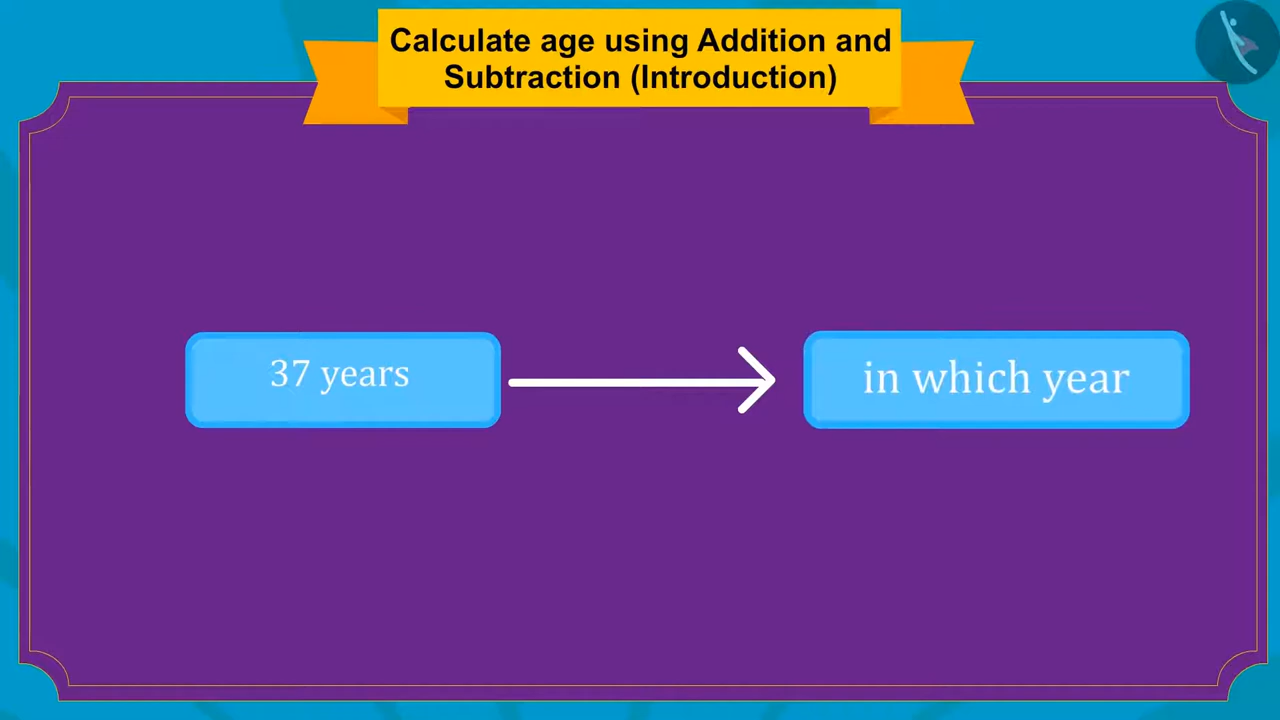 Calculate age using Addition and
Subtraction (Introduction)
37 years
in which year